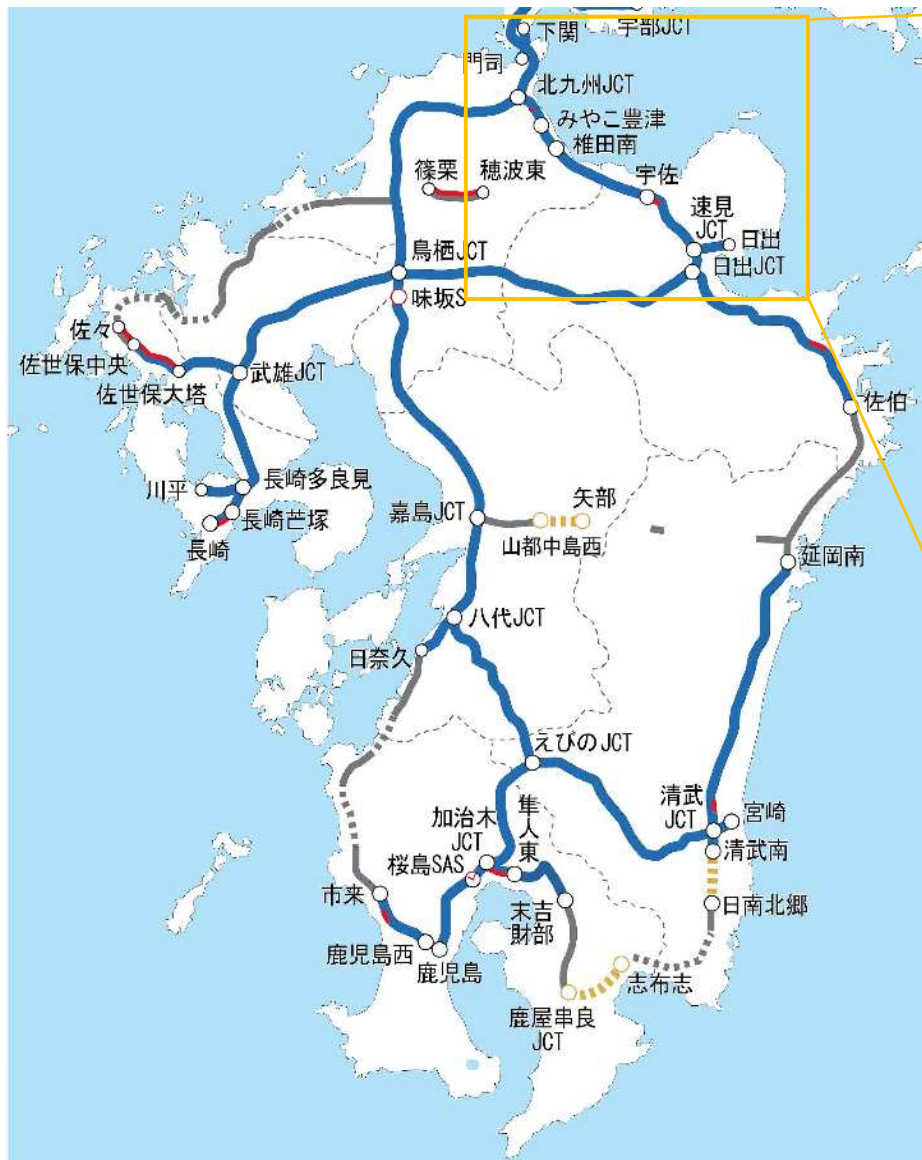 下関
宇部JCT
門司
北九州JCT
みやこ豊津
椎田南
篠栗
穂波東
宇佐
速見
JCT
日出
日出JCT
鳥栖JCT
味坂S
佐々
佐世保中央
佐世保大塔
武雄JCT
佐伯
川平
長崎多良見
長崎芒塚
長崎
嘉島JCT
矢部
山都中島西
延岡南
八代JCT
日奈久
えびのJCT
清武
JCT
宮崎
清武南
加治木
JCT
隼人東
桜島SAS
市来
末吉
財部
日南北郷
鹿児島西
鹿児島
志布志
鹿屋串良
JCT